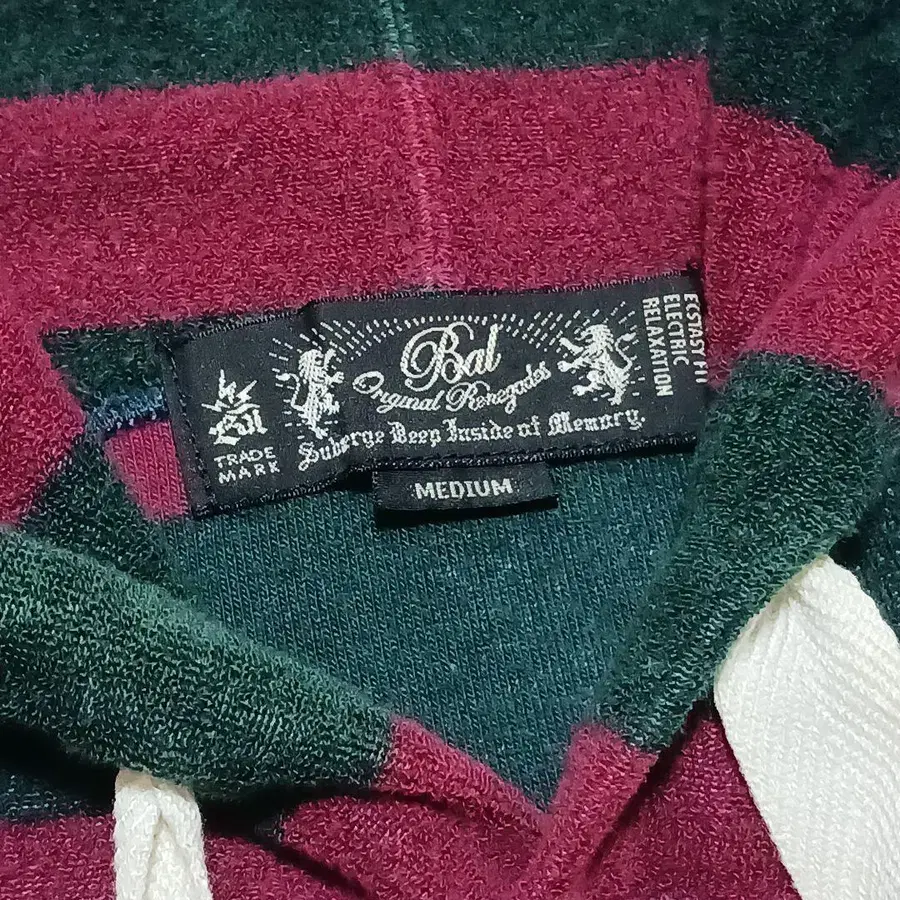 Bal
Original Renegades
Suberge Deep Inside of Memory.
TRADE
MARK
ECSTASY FIT
ELECTRIC
RELAXATION
MEDIUM